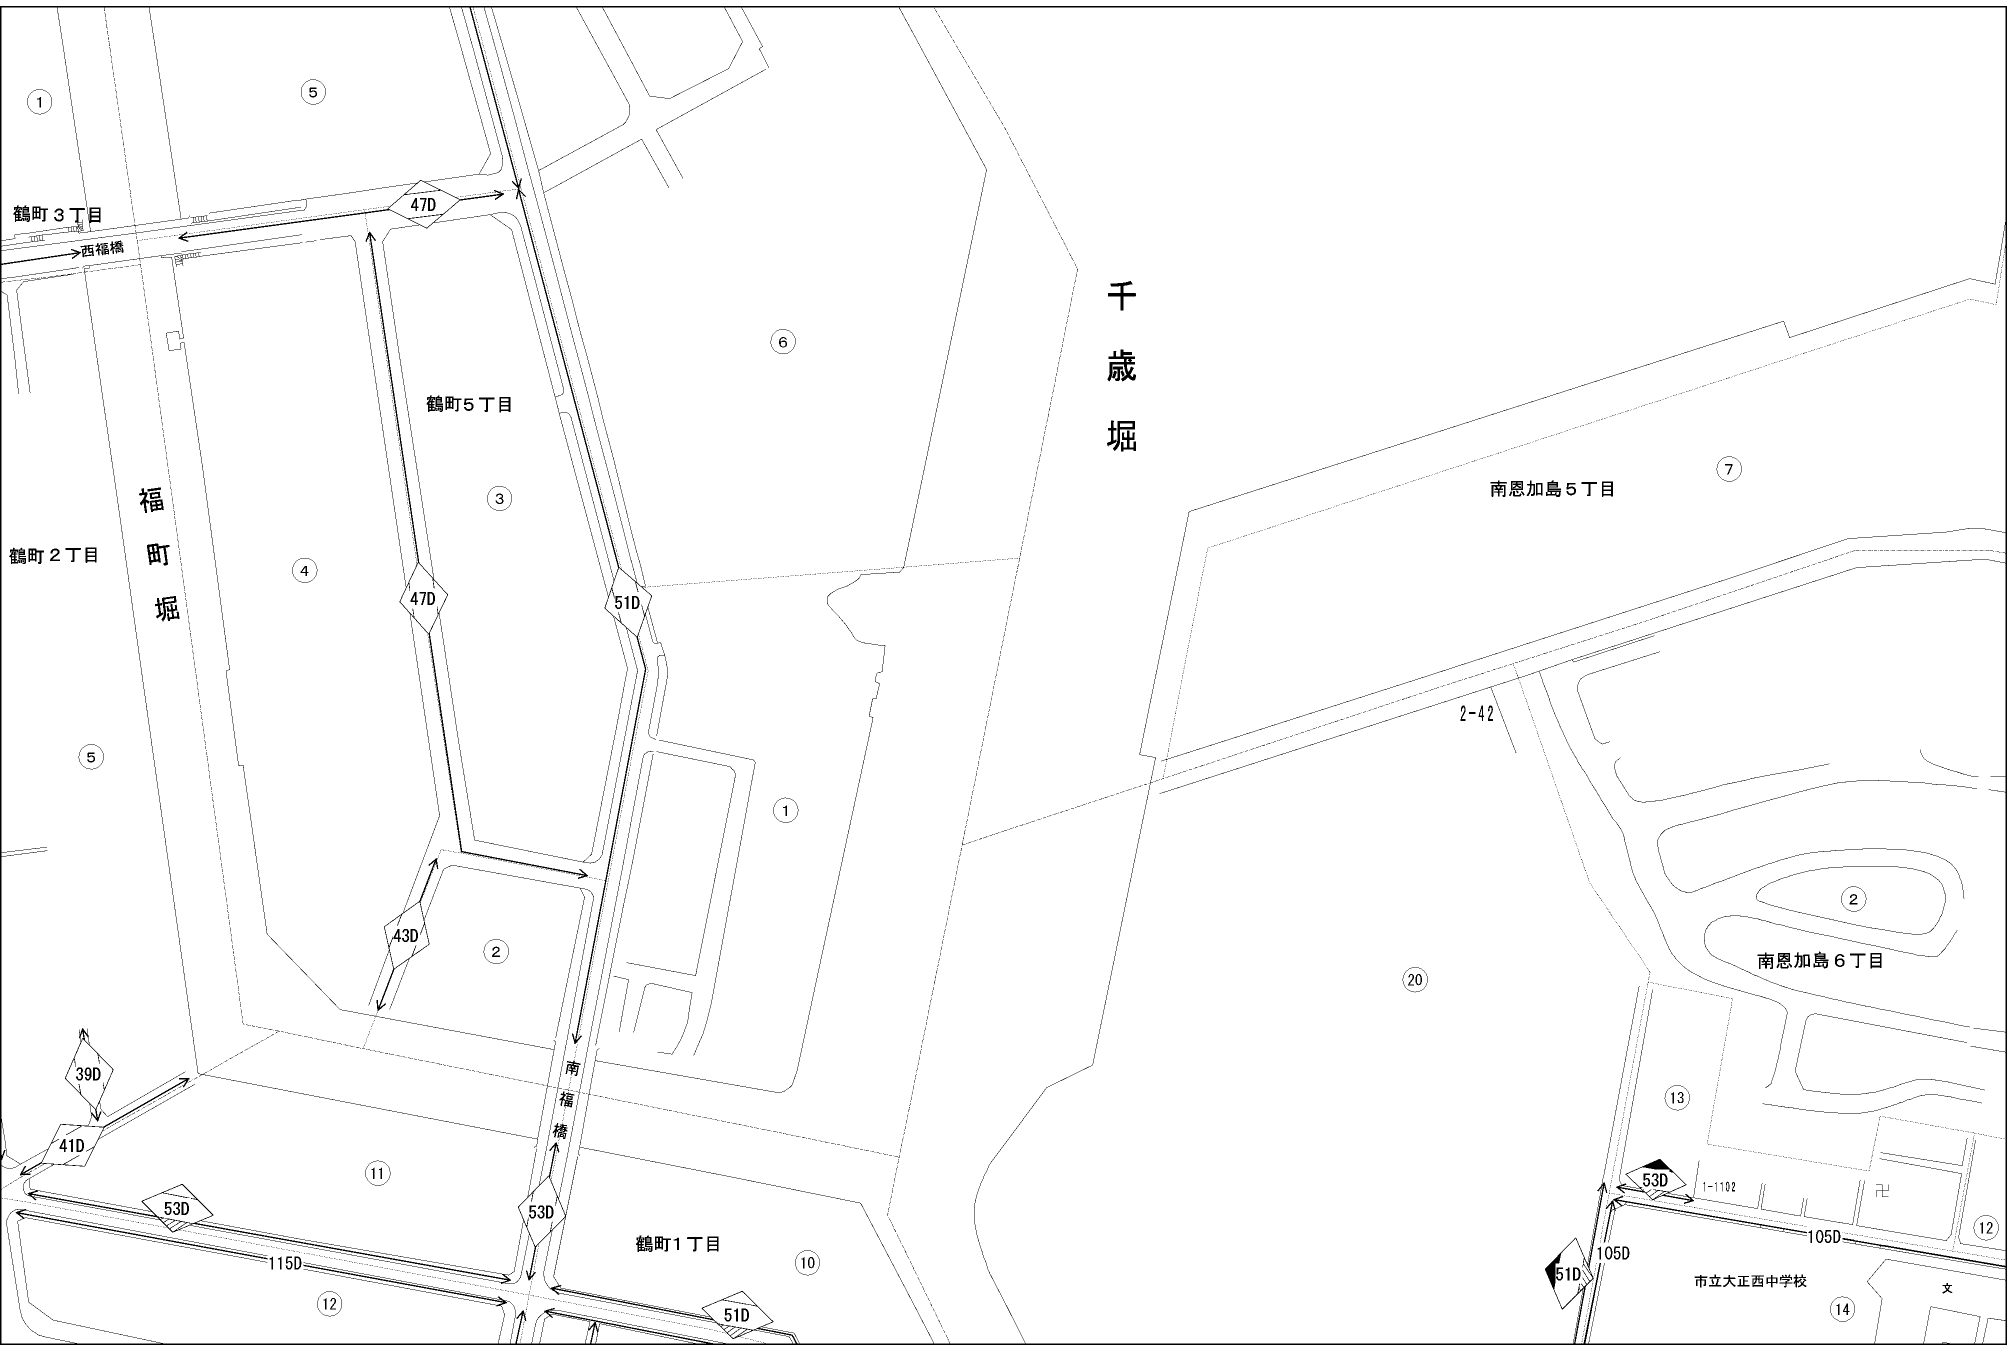 1
5
鶴町3丁目
47D
西福橋
6
千歳堀
鶴町5丁目
3
7
南恩加島5丁目
福町堀
鶴町2丁目
4
47D
51D
2-42
5
1
2
43D
2
南恩加島6丁目
20
39D
南福橋
13
41D
11
53D
53D
53D
1-1102
卍
12
鶴町1丁目
10
115D
105D
105D
51D
市立大正西中学校
文
12
51D
14